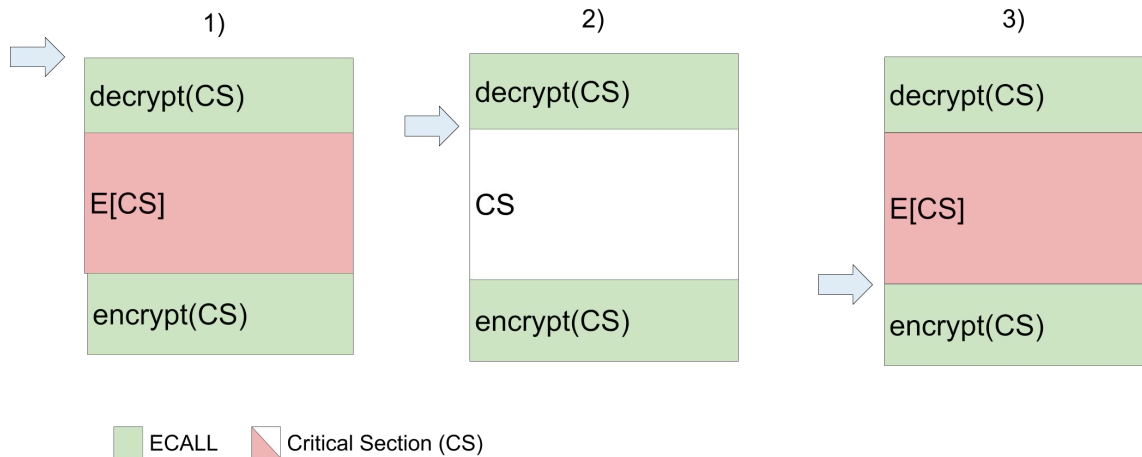 1)
decrypt(CS)
E[CS]
encrypt(CS)
2)
decrypt(CS)
CS
encrypt(CS)
3)
decrypt(CS)
E[CS]
encrypt(CS)
ECALL
Critical Section (CS)